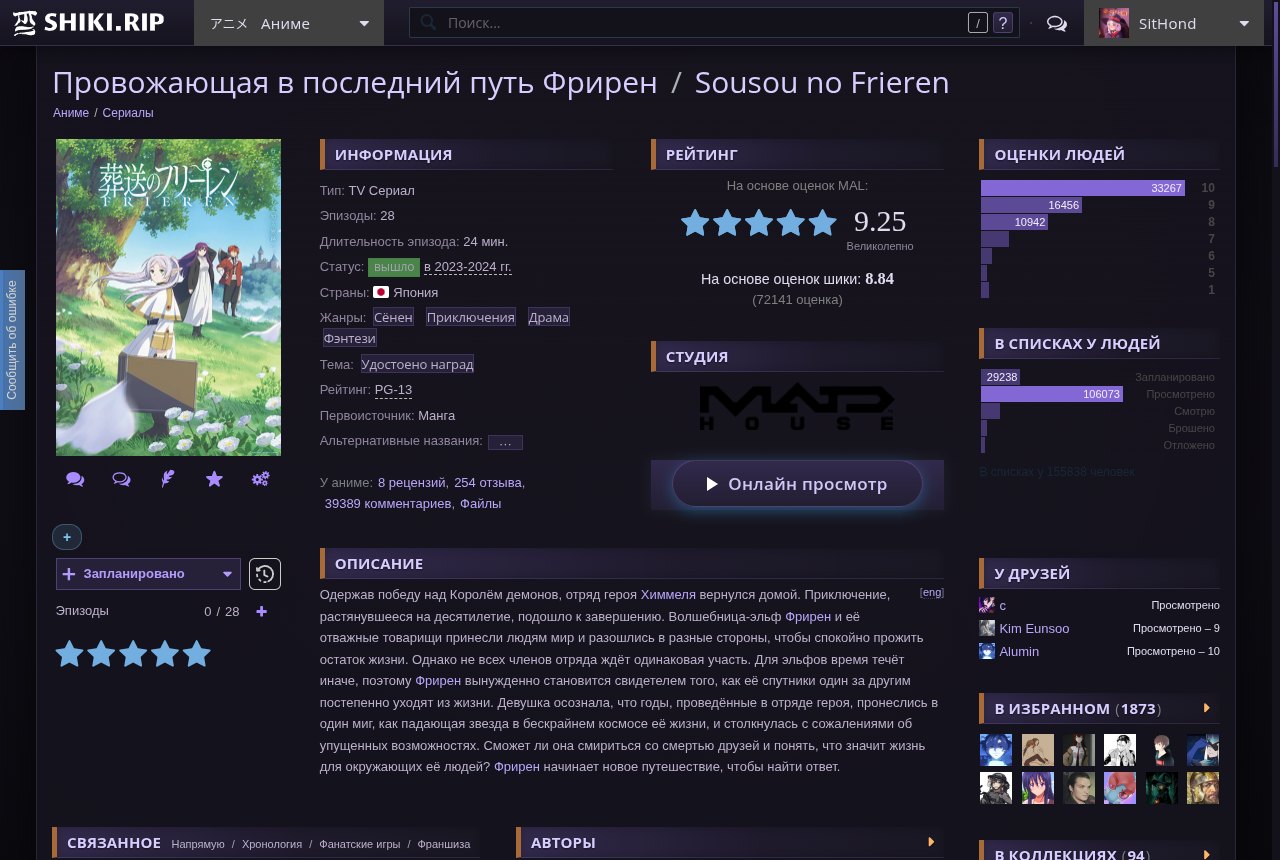 SHIKI.RIP
アニメ Аниме
Поиск...
/ ?
SitHond
Провожающая в последний путь Фрирен / Sousou no Frieren
Аниме / Сериалы
葬送のフリーレン
FRIEREN
Сообщить об ошибке
+
+ Запланировано
Эпизоды 0 / 28 +
ИНФОРМАЦИЯ
Тип: TV Сериал
Эпизоды: 28
Длительность эпизода: 24 мин.
Статус: ВЫШЛО в 2023-2024 гг.
Страны: Япония
Жанры: Сёнен Приключения Драма
Фэнтези
Тема: Удостоено наград
Рейтинг: PG-13
Первоисточник: Манга
Альтернативные названия: ...
У аниме: 8 рецензий, 254 отзыва,
39389 комментариев, Файлы
РЕЙТИНГ
На основе оценок MAL:
9.25
Великолепно
На основе оценок шики: 8.84
(72141 оценка)
СТУДИЯ
MAD
HOUSE
Онлайн просмотр
ОПИСАНИЕ
[eng]
Одержав победу над Королём демонов, отряд героя Химмеля вернулся домой. Приключение,
растянувшееся на десятилетие, подошло к завершению. Волшебница-эльф Фрирен и её
отважные товарищи принесли людям мир и разошлись в разные стороны, чтобы спокойно прожить
остаток жизни. Однако не всех членов отряда ждёт одинаковая участь. Для эльфов время течёт
иначе, поэтому Фрирен вынужденно становится свидетелем того, как её спутники один за другим
постепенно уходят из жизни. Девушка осознала, что годы, проведённые в отряде героя, пронеслись в
один миг, как падающая звезда в бескрайнем космосе её жизни, и столкнулась с сожалениями об
упущенных возможностях. Сможет ли она смириться со смертью друзей и понять, что значит жизнь
для окружающих её людей? Фрирен начинает новое путешествие, чтобы найти ответ.
ОЦЕНКИ ЛЮДЕЙ
33267 10
16456 9
10942 8
7
6
5
1
В СПИСКАХ У ЛЮДЕЙ
29238 Запланировано
106073 Просмотрено
Смотрю
Брошено
Отложено
В списках у 155838 человек
У ДРУЗЕЙ
с Просмотрено
Kim Eunsoo Просмотрено – 9
Alumin Просмотрено – 10
В ИЗБРАННОМ (1873)
СВЯЗАННОЕ Напрямую / Хронология / Фанатские игры / Франшиза
АВТОРЫ
В КОЛЛЕКЦИЯХ (94)